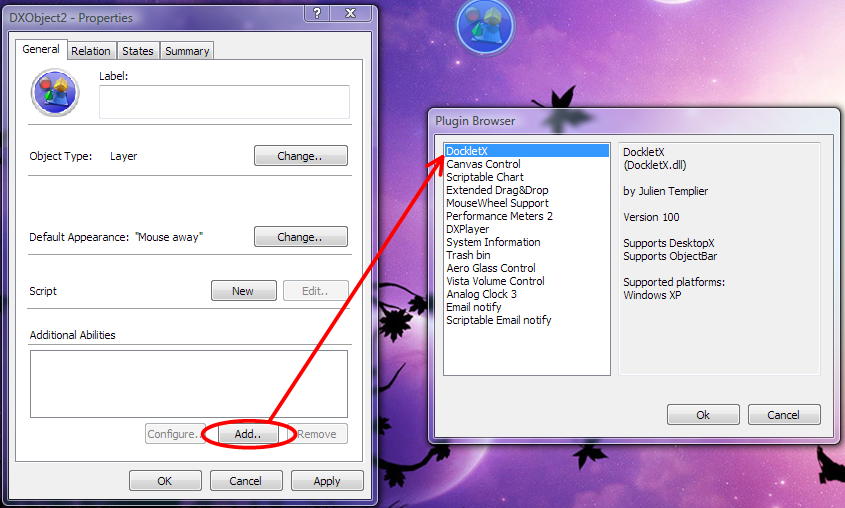 DXObject2 - Properties
?
General Relation States Summary
Label:
Object Type: Layer Change..
Default Appearance: "Mouse away" Change..
Script New Edit..
Additional Abilities
Configure.. Add.. Remove
OK Cancel Apply
Plugin Browser
DockletX
Canvas Control
Scriptable Chart
Extended Drag&Drop
MouseWheel Support
Performance Meters 2
DXPlayer
System Information
Trash bin
Aero Glass Control
Vista Volume Control
Analog Clock 3
Email notify
Scriptable Email notify
DockletX
(DockletX.dll)
by Julien Templier
Version 100
Supports DesktopX
Supports ObjectBar
Supported platforms:
Windows XP
Ok Cancel